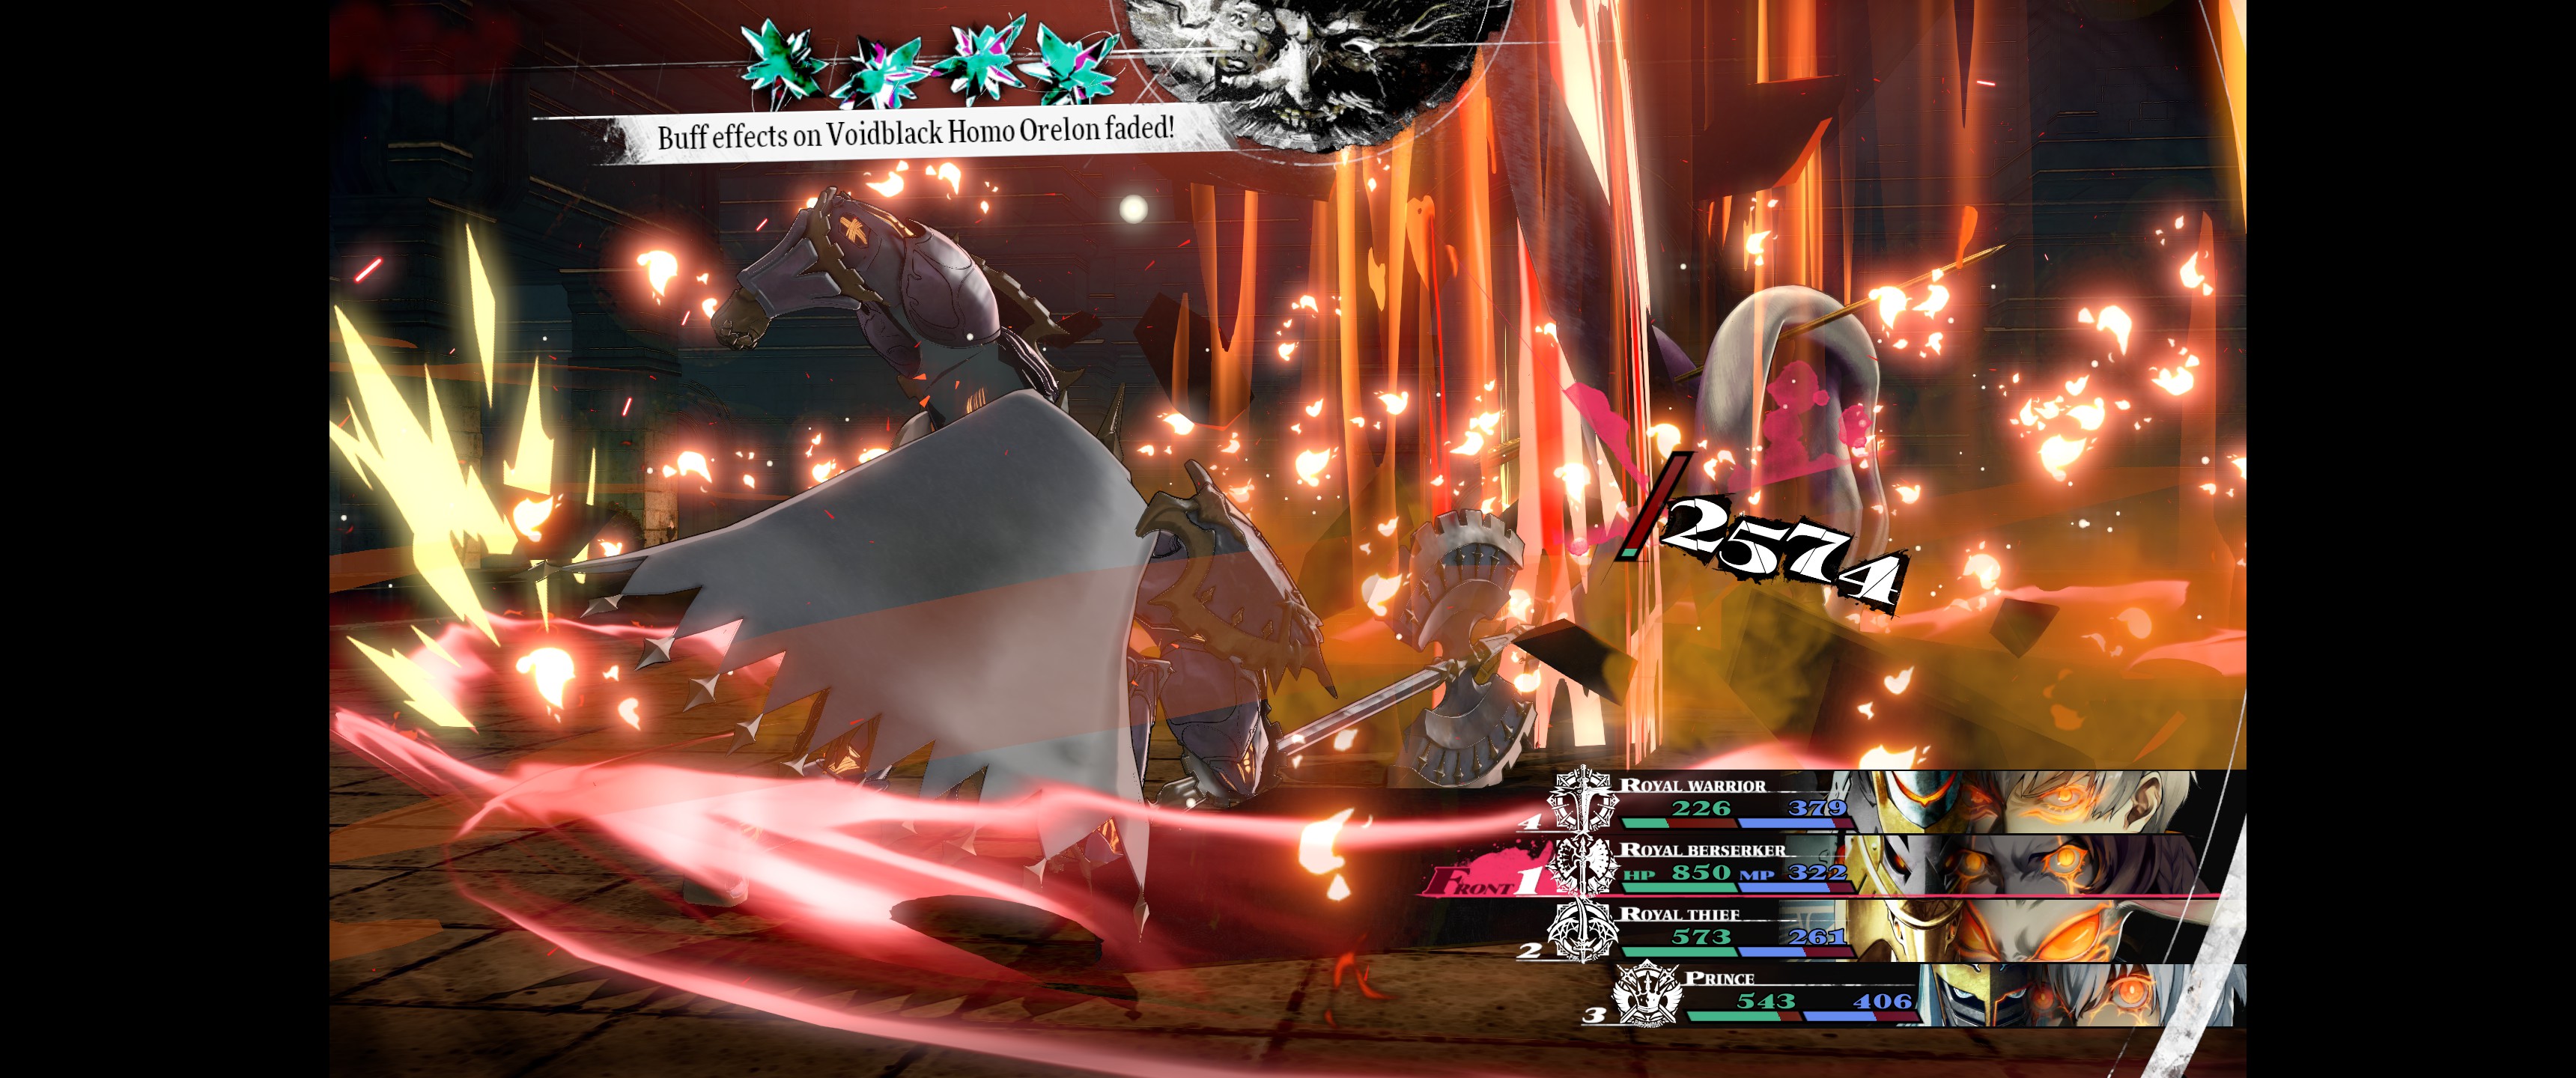 Buff effects on Voidblack Homo Orelon faded!
2574
ROYAL WARRIOR
226 379
4
ROYAL BERSERKER
FRONT 1
HP 850 MP 322
ROYAL THIEF
573 261
2
PRINCE
543 406
3